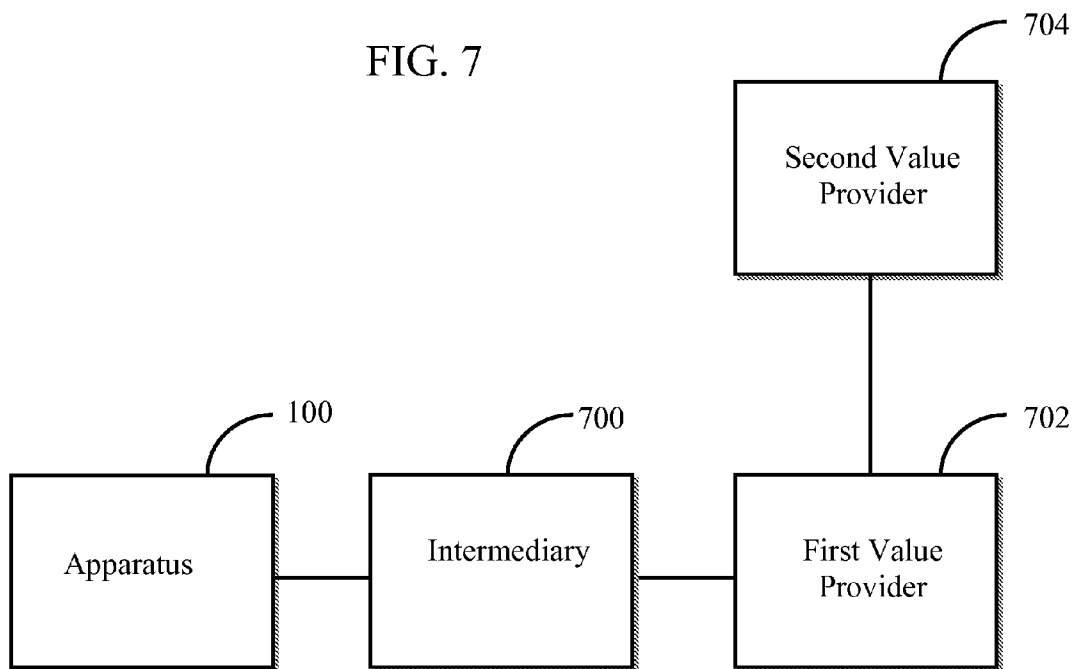 FIG. 7
704
Second Value
Provider
100
700
702
Apparatus
Intermediary
First Value
Provider